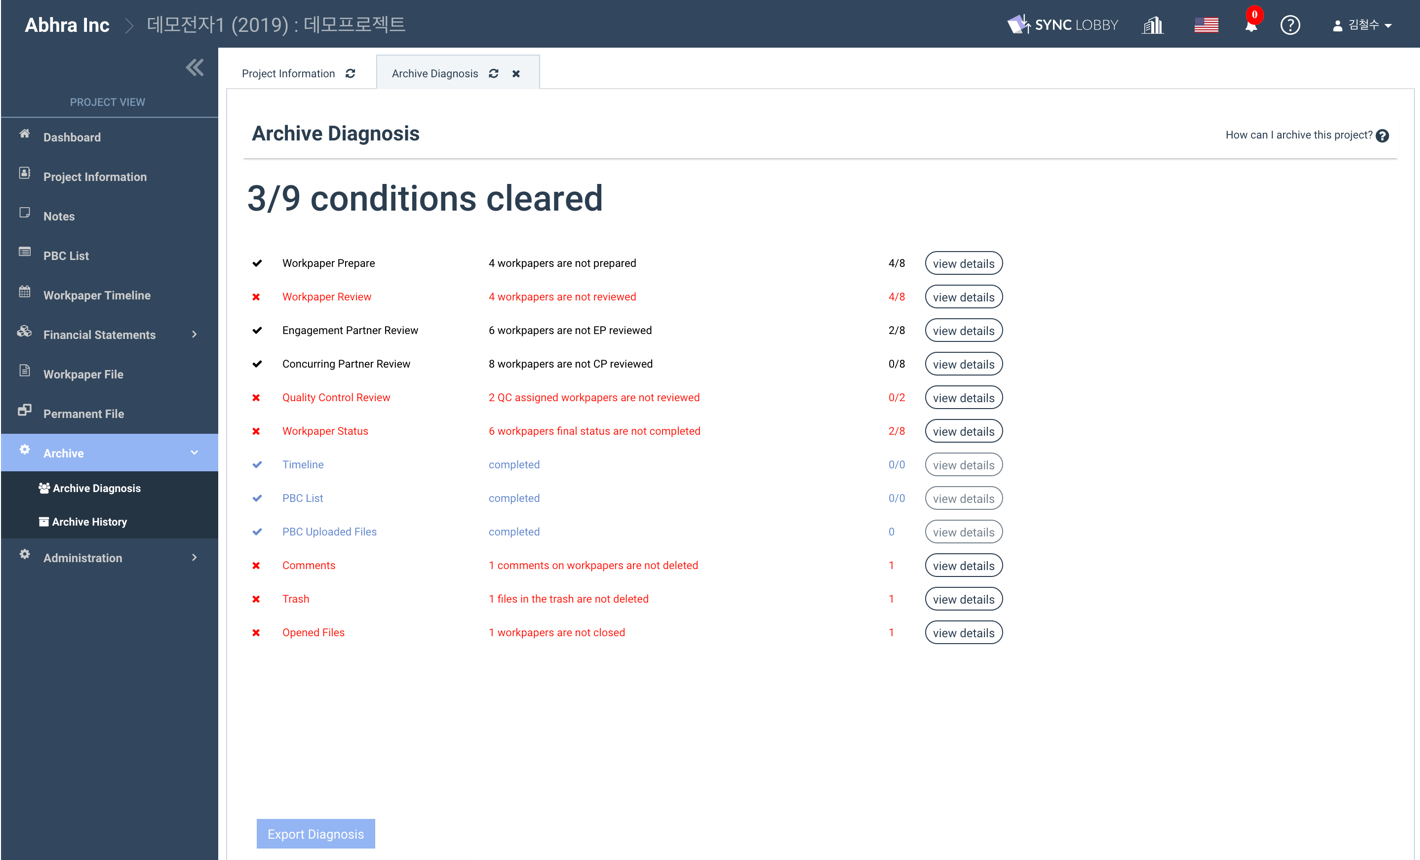 Abhra Inc 데모전자1 (2019) : 데모프로젝트
SYNC LOBBY
0
김철수
PROJECT VIEW
Dashboard
Project Information
Notes
PBC List
Workpaper Timeline
Financial Statements
Workpaper File
Permanent File
Archive
Archive Diagnosis
Archive History
Administration
Project Information
Archive Diagnosis
Archive Diagnosis
How can I archive this project?
3/9 conditions cleared
Workpaper Prepare 4 workpapers are not prepared 4/8 view details
Workpaper Review 4 workpapers are not reviewed 4/8 view details
Engagement Partner Review 6 workpapers are not EP reviewed 2/8 view details
Concurring Partner Review 8 workpapers are not CP reviewed 0/8 view details
Quality Control Review 2 QC assigned workpapers are not reviewed 0/2 view details
Workpaper Status 6 workpapers final status are not completed 2/8 view details
Timeline completed 0/0 view details
PBC List completed 0/0 view details
PBC Uploaded Files completed 0 view details
Comments 1 comments on workpapers are not deleted 1 view details
Trash 1 files in the trash are not deleted 1 view details
Opened Files 1 workpapers are not closed 1 view details
Export Diagnosis